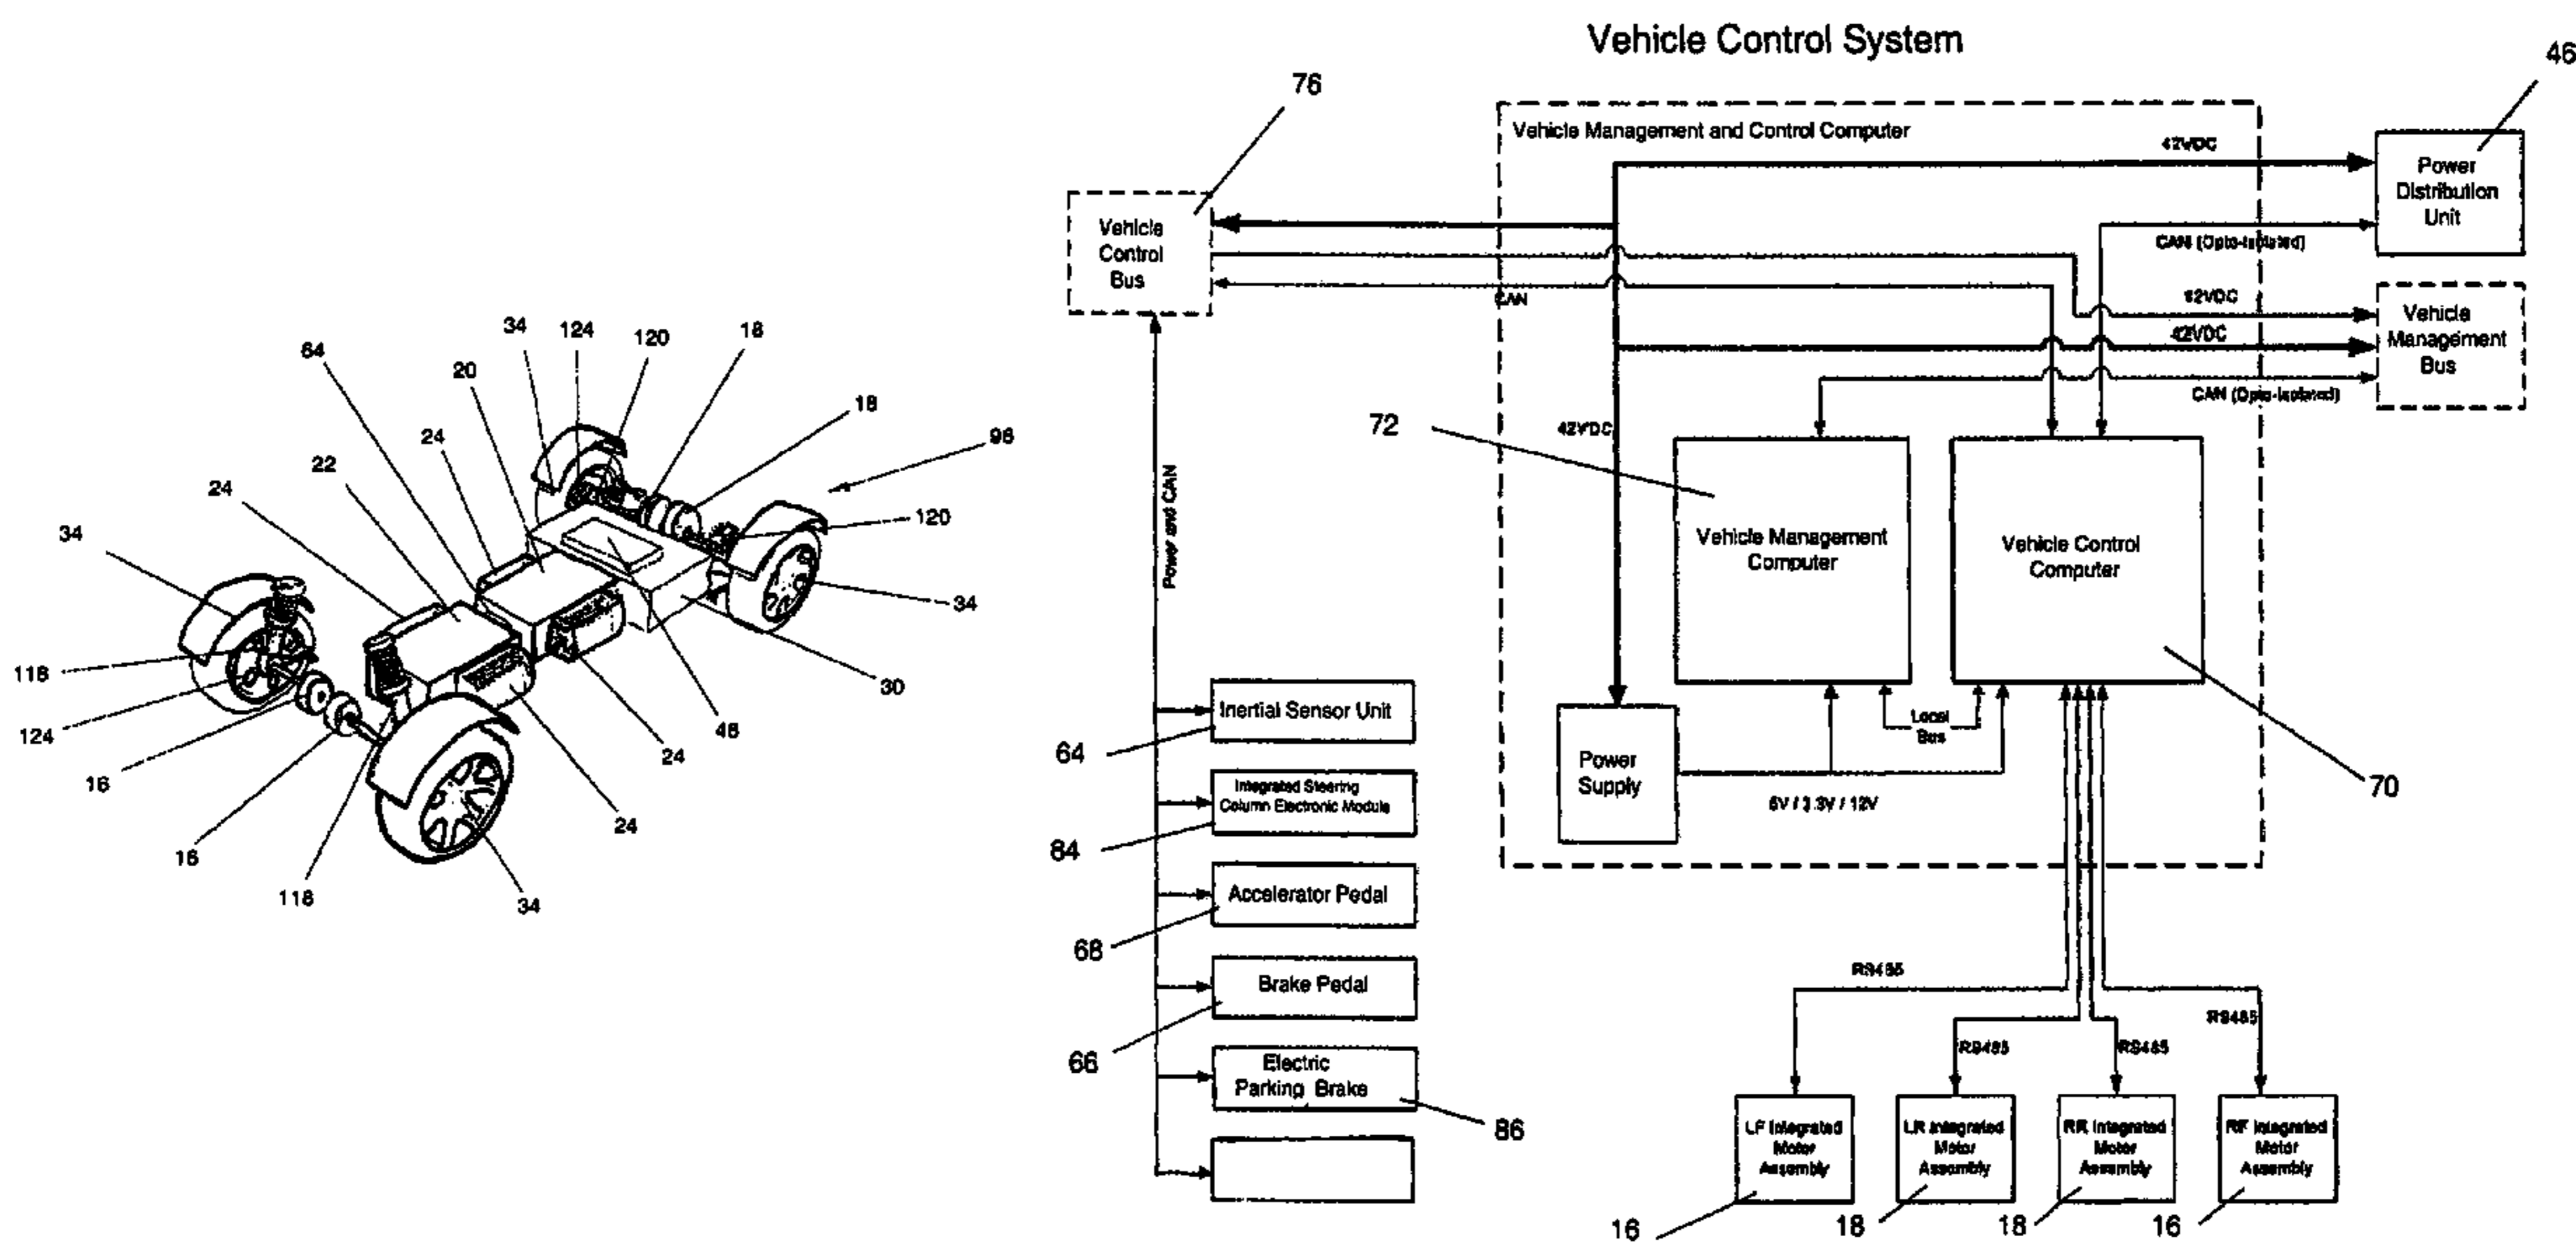 Vehicle Control System
46
76
Vehicle Management and Control Computer
42VDC
Power
Distribution
Unit
Vehicle
Control
Bus
CAN (Opto-Isolated)
CAN
42VDC
Vehicle
Management
Bus
42VDC
CAN (Opto-Isolated)
72
42VDC
Power and CAN
Vehicle Management
Computer
Vehicle Control
Computer
Local
Bus
Power
Supply
5V / 3.3V / 12V
70
Inertial Sensor Unit
64
Integrated Steering
Column Electronic Module
84
Accelerator Pedal
68
Brake Pedal
66
Electric
Parking Brake
86
RS485
RS485
RS485
RS485
LF Integrated
Motor
Assembly
LR Integrated
Motor
Assembly
RR Integrated
Motor
Assembly
RF Integrated
Motor
Assembly
16
18
18
16
34
124
120
18
64
20
18
24
98
22
24
120
34
34
118
30
124
48
24
16
24
16
118
34